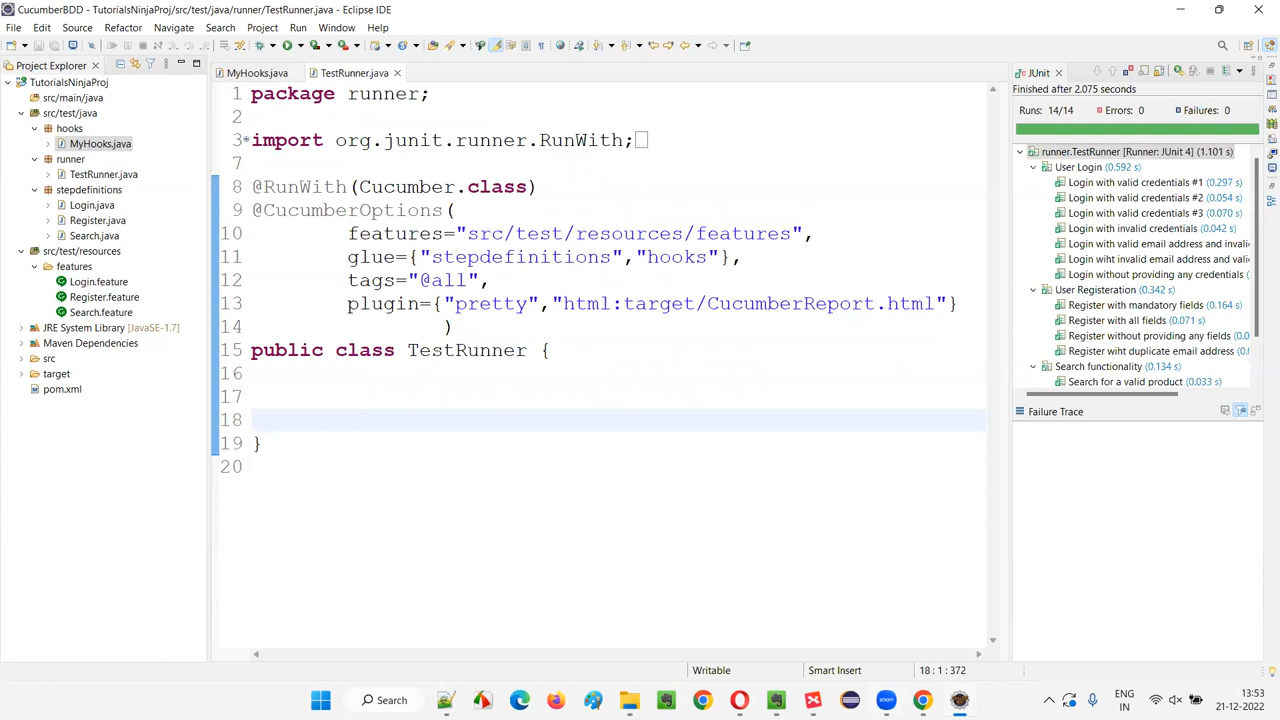 CucumberBDD - TutorialsNinjaProj/src/test/java/runner/TestRunner.java - Eclipse IDE
File Edit Source Refactor Navigate Search Project Run Window Help
Project Explorer
TutorialsNinjaProj
src/main/java
src/test/java
hooks
MyHooks.java
runner
TestRunner.java
stepdefinitions
Login.java
Register.java
Search.java
src/test/resources
features
Login.feature
Register.feature
Search.feature
JRE System Library [JavaSE-1.7]
Maven Dependencies
src
target
pom.xml
MyHooks.java
TestRunner.java
1 package runner;
2
3 import org.junit.runner.RunWith;
7
8 @RunWith(Cucumber.class)
9 @CucumberOptions(
10 features="src/test/resources/features",
11 glue={"stepdefinitions","hooks"},
12 tags="@all",
13 plugin={"pretty","html:target/CucumberReport.html"}
14 )
15 public class TestRunner {
16
17
18
19 }
20
JUnit
Finished after 2.075 seconds
Runs: 14/14 Errors: 0 Failures: 0
runner.TestRunner [Runner: JUnit 4] (1.101 s)
User Login (0.592 s)
Login with valid credentials #1 (0.297 s)
Login with valid credentials #2 (0.054 s)
Login with valid credentials #3 (0.070 s)
Login with invalid credentials (0.042 s)
Login with valid email address and invalid
Login wiht invalid email address and valid
Login without providing any credentials
User Registeration (0.342 s)
Register with mandatory fields (0.164 s)
Register with all fields (0.071 s)
Register without providing any fields (0.0
Register wiht duplicate email address (0.0
Search functionality (0.134 s)
Search for a valid product (0.033 s)
Failure Trace
Writable Smart Insert 18 : 1 : 372
Search
ENG
IN
13:53
21-12-2022